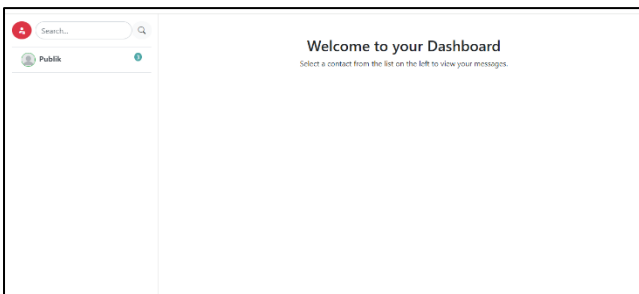 Search...
Publik
Welcome to your Dashboard
Select a contact from the list on the left to view your messages.